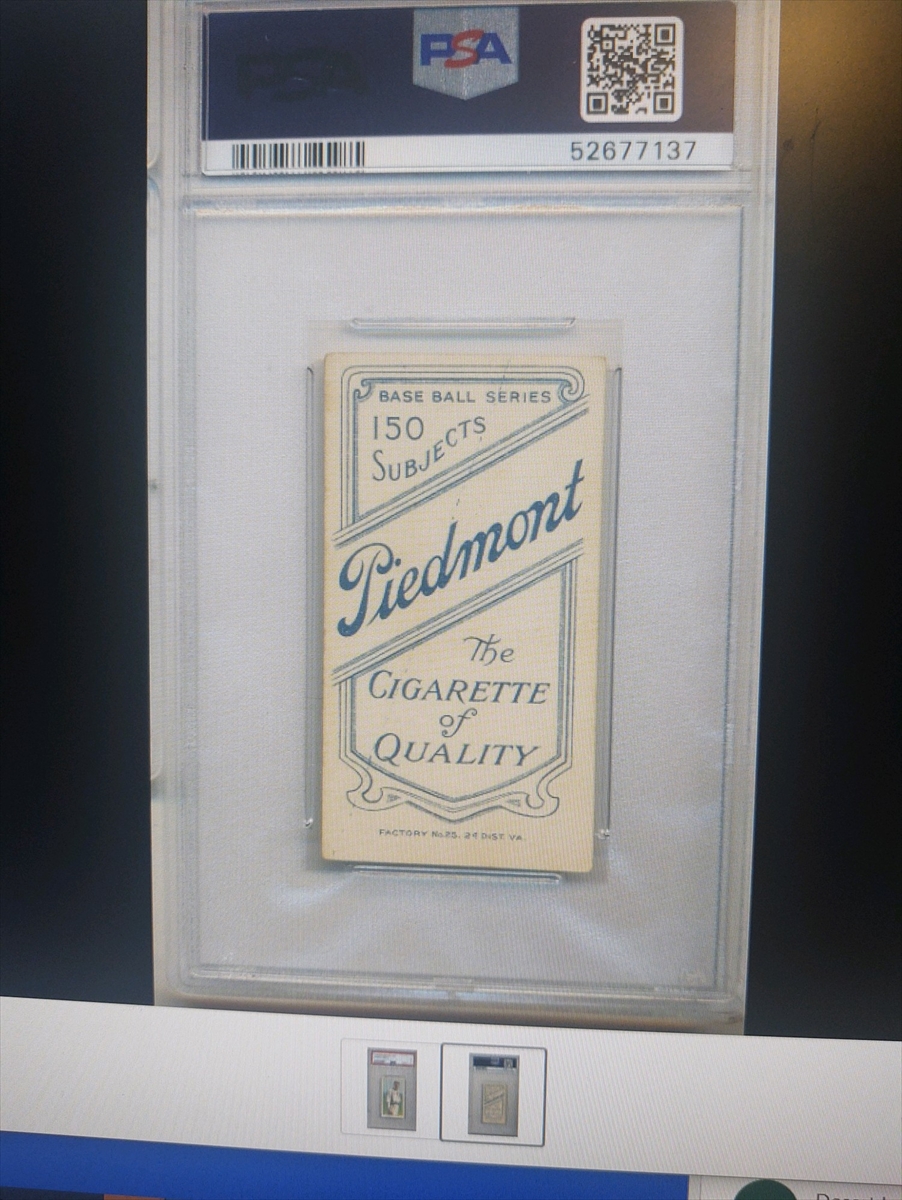 PSA
52677137
BASE BALL SERIES
150
SUBJECTS
Piedmont
The
CIGARETTE
of
QUALITY
FACTORY No 25. 2d DIST. VA.